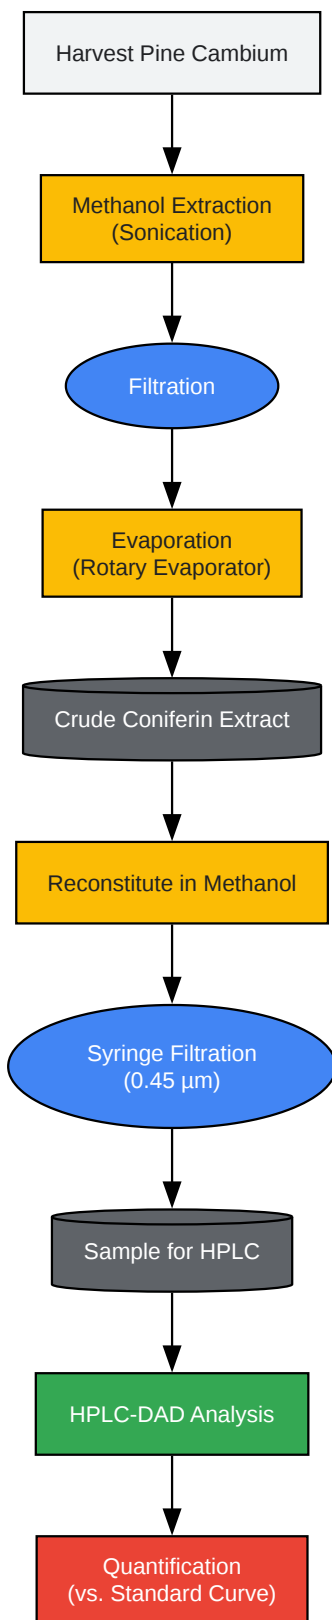 Harvest Pine Cambium
Methanol Extraction
(Sonication)
Filtration
Evaporation
(Rotary Evaporator)
Crude Coniferin Extract
Reconstitute in Methanol
Syringe Filtration
(0.45 µm)
Sample for HPLC
HPLC-DAD Analysis
Quantification
(vs. Standard Curve)